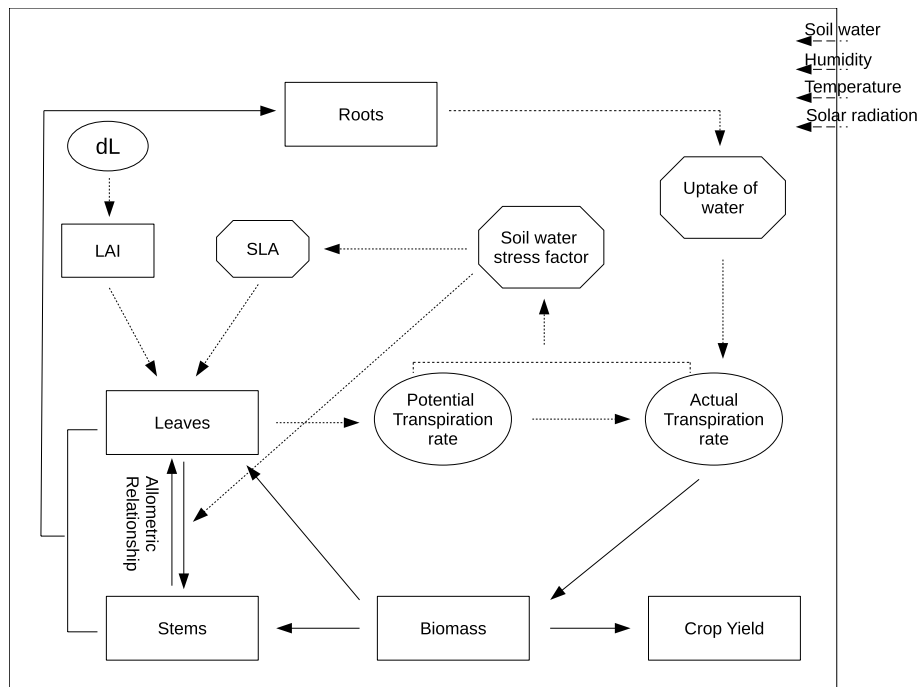 Soil water
Humidity
Temperature
Solar radiation
Roots
dL
Uptake of
water
LAI
SLA
Soil water
stress factor
Leaves
Potential
Transpiration
rate
Actual
Transpiration
rate
Allometric
Relationship
Stems
Biomass
Crop Yield